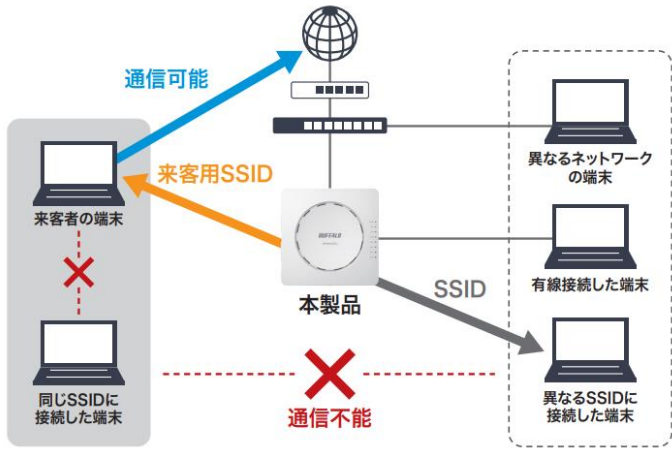 通信可能
来客用SSID
来客者の端末
同じSSIDに
接続した端末
BUFFALO
本製品
SSID
通信不能
異なるネットワーク
の端末
有線接続した端末
異なるSSIDに
接続した端末